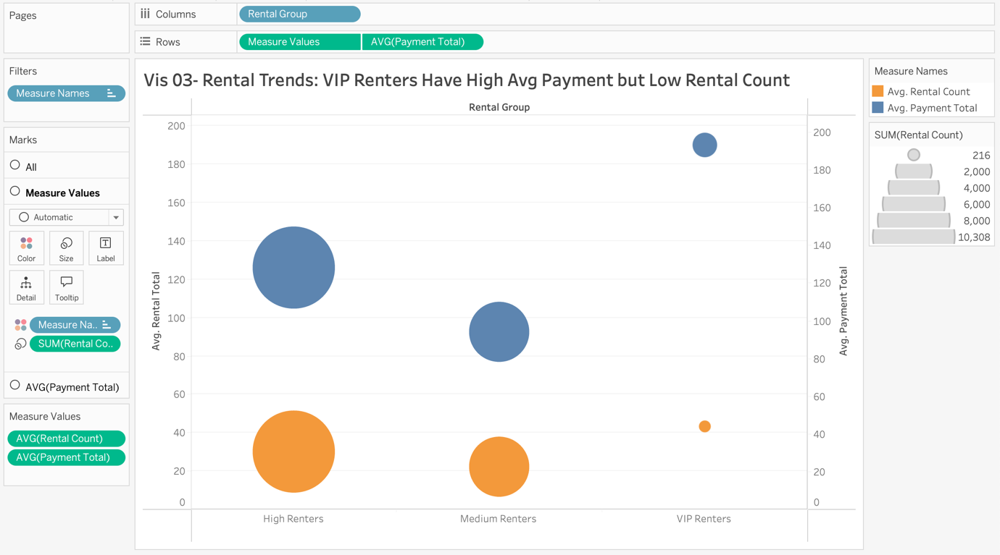 Pages
Columns
Rental Group
Rows
Measure Values
AVG(Payment Total)
Filters
Measure Names
Marks
All
Measure Values
Automatic
Color
Size
Label
Detail
Tooltip
Measure Na..
SUM(Rental Co..
AVG(Payment Total)
Measure Values
AVG(Rental Count)
AVG(Payment Total)
Vis 03- Rental Trends: VIP Renters Have High Avg Payment but Low Rental Count
Rental Group
Avg. Rental Total
200
180
160
140
120
100
80
60
40
20
0
High Renters
Medium Renters
VIP Renters
200
180
160
140
120
100
80
60
40
20
0
Avg. Payment Total
Measure Names
Avg. Rental Count
Avg. Payment Total
SUM(Rental Count)
216
2,000
4,000
6,000
8,000
10,308